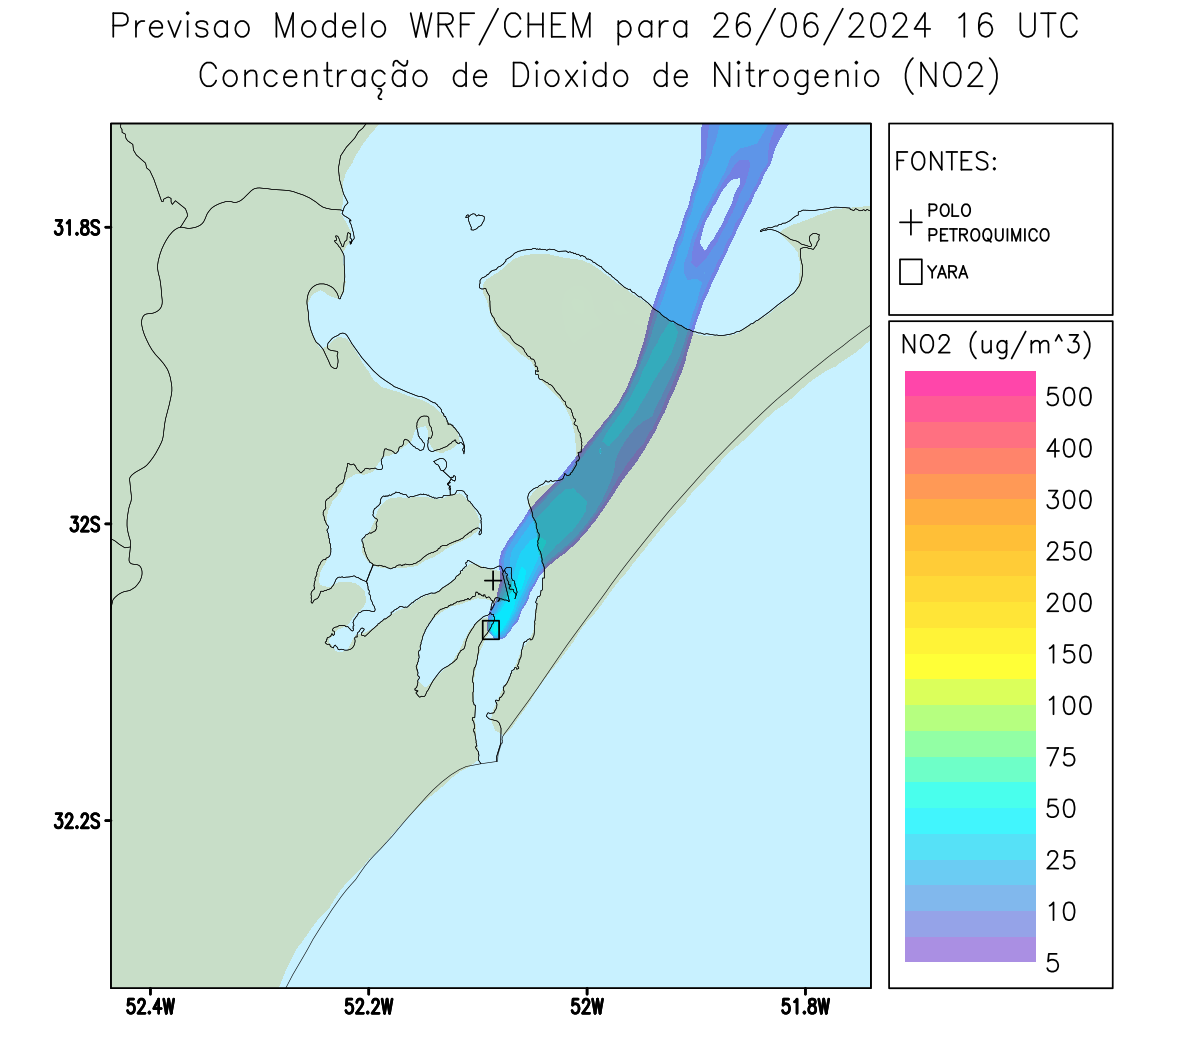 Previsao Modelo WRF/CHEM para 26/06/2024 16 UTC
Concentração de Dioxido de Nitrogenio (NO2)
FONTES:
POLO
PETROQUIMICO
YARA
NO2 (ug/m^3)
500
400
300
250
200
150
100
75
50
25
10
5
31.8S
32S
32.2S
52.4W
52.2W
52W
51.8W